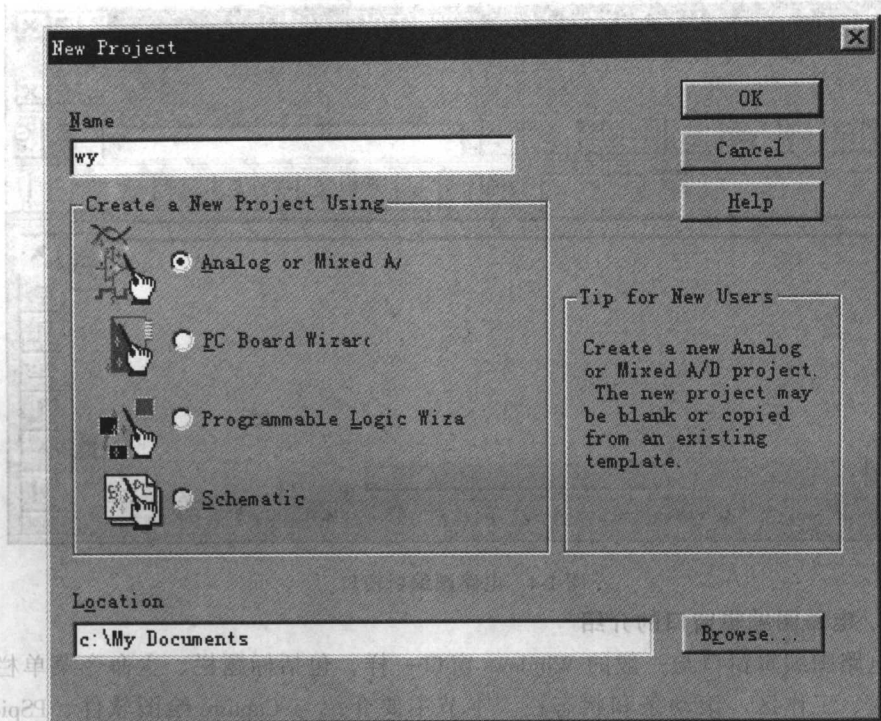 New Project
Name
wy
OK
Cancel
Help
Create a New Project Using
Analog or Mixed A/
PC Board Wizarc
Programmable Logic Wiza
Schematic
Tip for New Users
Create a new Analog
or Mixed A/D project.
The new project may
be blank or copied
from an existing
template.
Location
c:\My Documents
Browse...